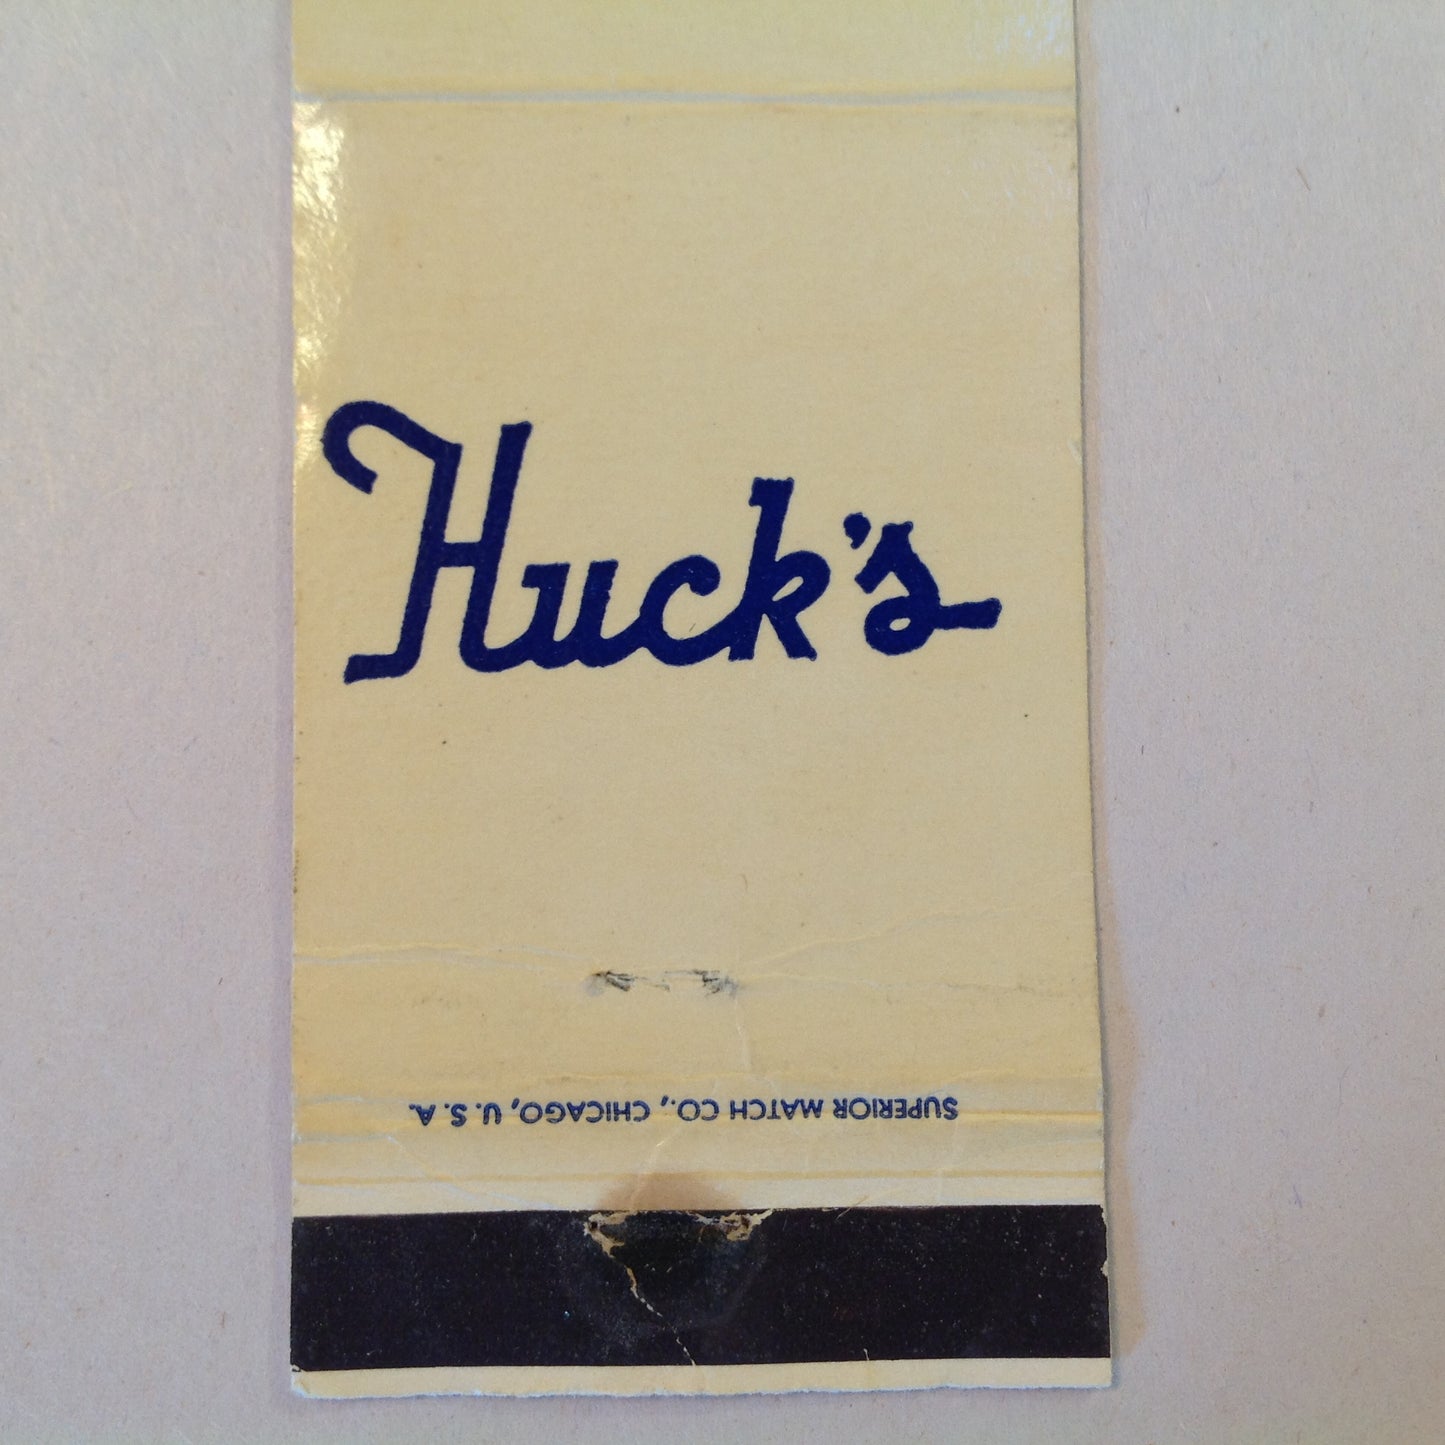 Huck's
SUPERIOR MATCH CO., CHICAGO, U. S. A.